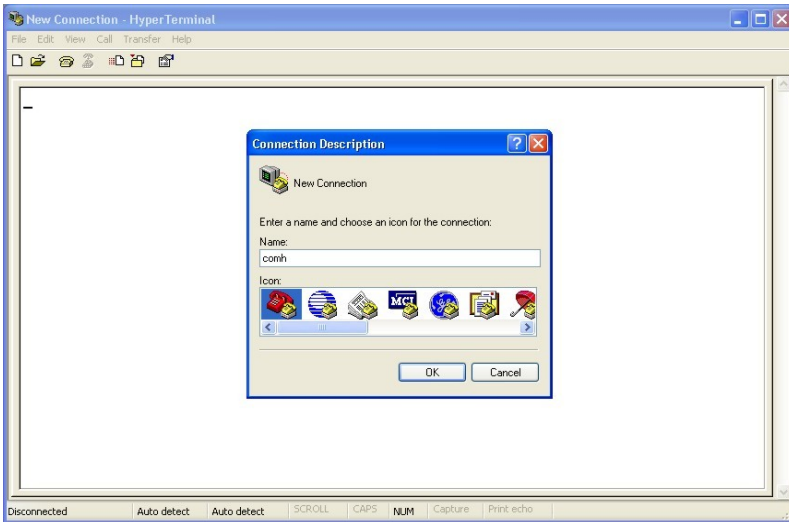 New Connection - HyperTerminal
File Edit View Call Transfer Help
Connection Description
New Connection
Enter a name and choose an icon for the connection:
Name:
comh
Icon:
MCI
OK Cancel
Disconnected Auto detect Auto detect SCROLL CAPS NUM Capture Print echo